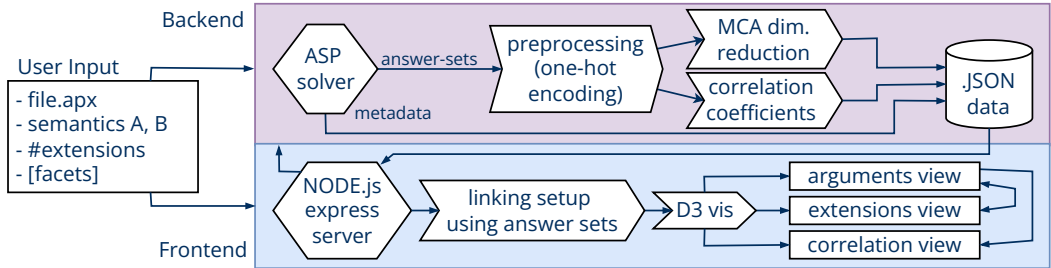 Backend
User Input
- file.apx
- semantics A, B
- #extensions
- [facets]
Frontend
ASP
solver
answer-sets
metadata
preprocessing
(one-hot
encoding)
MCA dim.
reduction
correlation
coefficients
.JSON
data
NODE.js
express
server
linking setup
using answer sets
D3 vis
arguments view
extensions view
correlation view